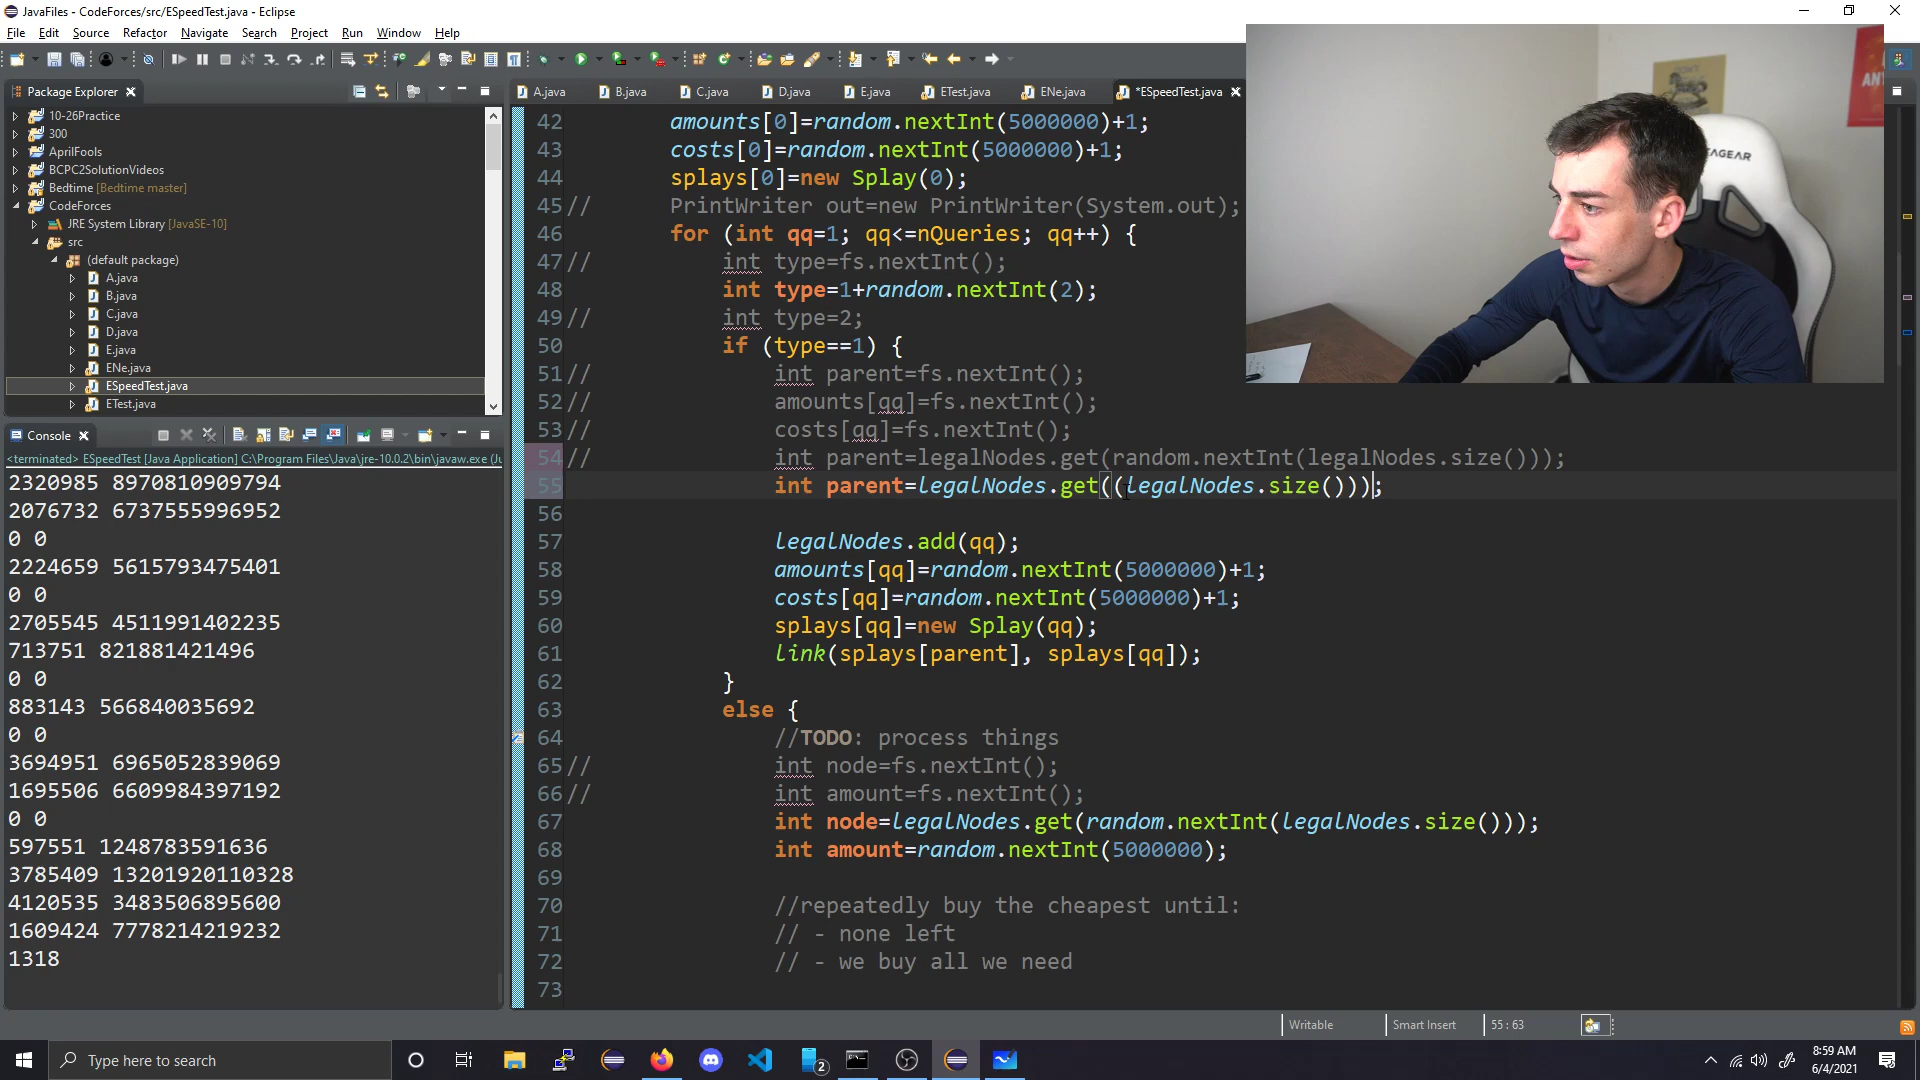 JavaFiles - CodeForces/src/ESpeedTest.java - Eclipse
File Edit Source Refactor Navigate Search Project Run Window Help
Package Explorer
A.java B.java C.java D.java E.java ETest.java ENe.java *ESpeedTest.java
10-26Practice
300
AprilFools
BCPC2SolutionVideos
Bedtime [Bedtime master]
CodeForces
JRE System Library [JavaSE-10]
src
(default package)
A.java
B.java
C.java
D.java
E.java
ENe.java
ESpeedTest.java
ETest.java
Console
<terminated> ESpeedTest [Java Application] C:\Program Files\Java\jre-10.0.2\bin\javaw.exe (Ju
2320985 8970810909794
2076732 6737555996952
0 0
2224659 5615793475401
0 0
2705545 4511991402235
713751 821881421496
0 0
883143 566840035692
0 0
3694951 6965052839069
1695506 6609984397192
0 0
597551 1248783591636
3785409 13201920110328
4120535 3483506895600
1609424 7778214219232
1318
42 amounts[0]=random.nextInt(5000000)+1;
43 costs[0]=random.nextInt(5000000)+1;
44 splays[0]=new Splay(0);
45 // PrintWriter out=new PrintWriter(System.out);
46 for (int qq=1; qq<=nQueries; qq++) {
47 // int type=fs.nextInt();
48 int type=1+random.nextInt(2);
49 // int type=2;
50 if (type==1) {
51 // int parent=fs.nextInt();
52 // amounts[qq]=fs.nextInt();
53 // costs[qq]=fs.nextInt();
54 // int parent=legalNodes.get(random.nextInt(legalNodes.size()));
55 int parent=legalNodes.get((legalNodes.size()));
56
57 legalNodes.add(qq);
58 amounts[qq]=random.nextInt(5000000)+1;
59 costs[qq]=random.nextInt(5000000)+1;
60 splays[qq]=new Splay(qq);
61 link(splays[parent], splays[qq]);
62 }
63 else {
64 //TODO: process things
65 // int node=fs.nextInt();
66 // int amount=fs.nextInt();
67 int node=legalNodes.get(random.nextInt(legalNodes.size()));
68 int amount=random.nextInt(5000000);
69
70 //repeatedly buy the cheapest until:
71 // - none left
72 // - we buy all we need
73
Writable Smart Insert 55 : 63
Type here to search
2
8:59 AM
6/4/2021